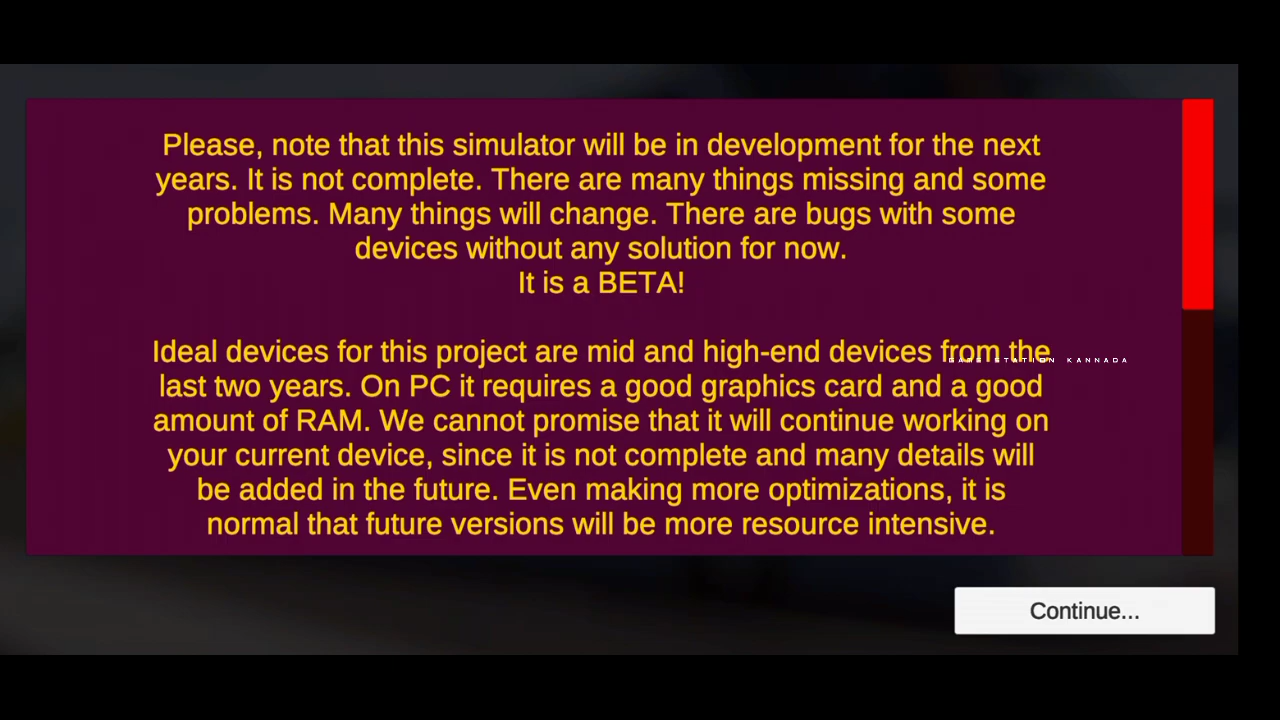 Please, note that this simulator will be in development for the next
years. It is not complete. There are many things missing and some
problems. Many things will change. There are bugs with some
devices without any solution for now.
It is a BETA!
Ideal devices for this project are mid and high-end devices from the
GAME STATION KANNADA
last two years. On PC it requires a good graphics card and a good
amount of RAM. We cannot promise that it will continue working on
your current device, since it is not complete and many details will
be added in the future. Even making more optimizations, it is
normal that future versions will be more resource intensive.
Continue...